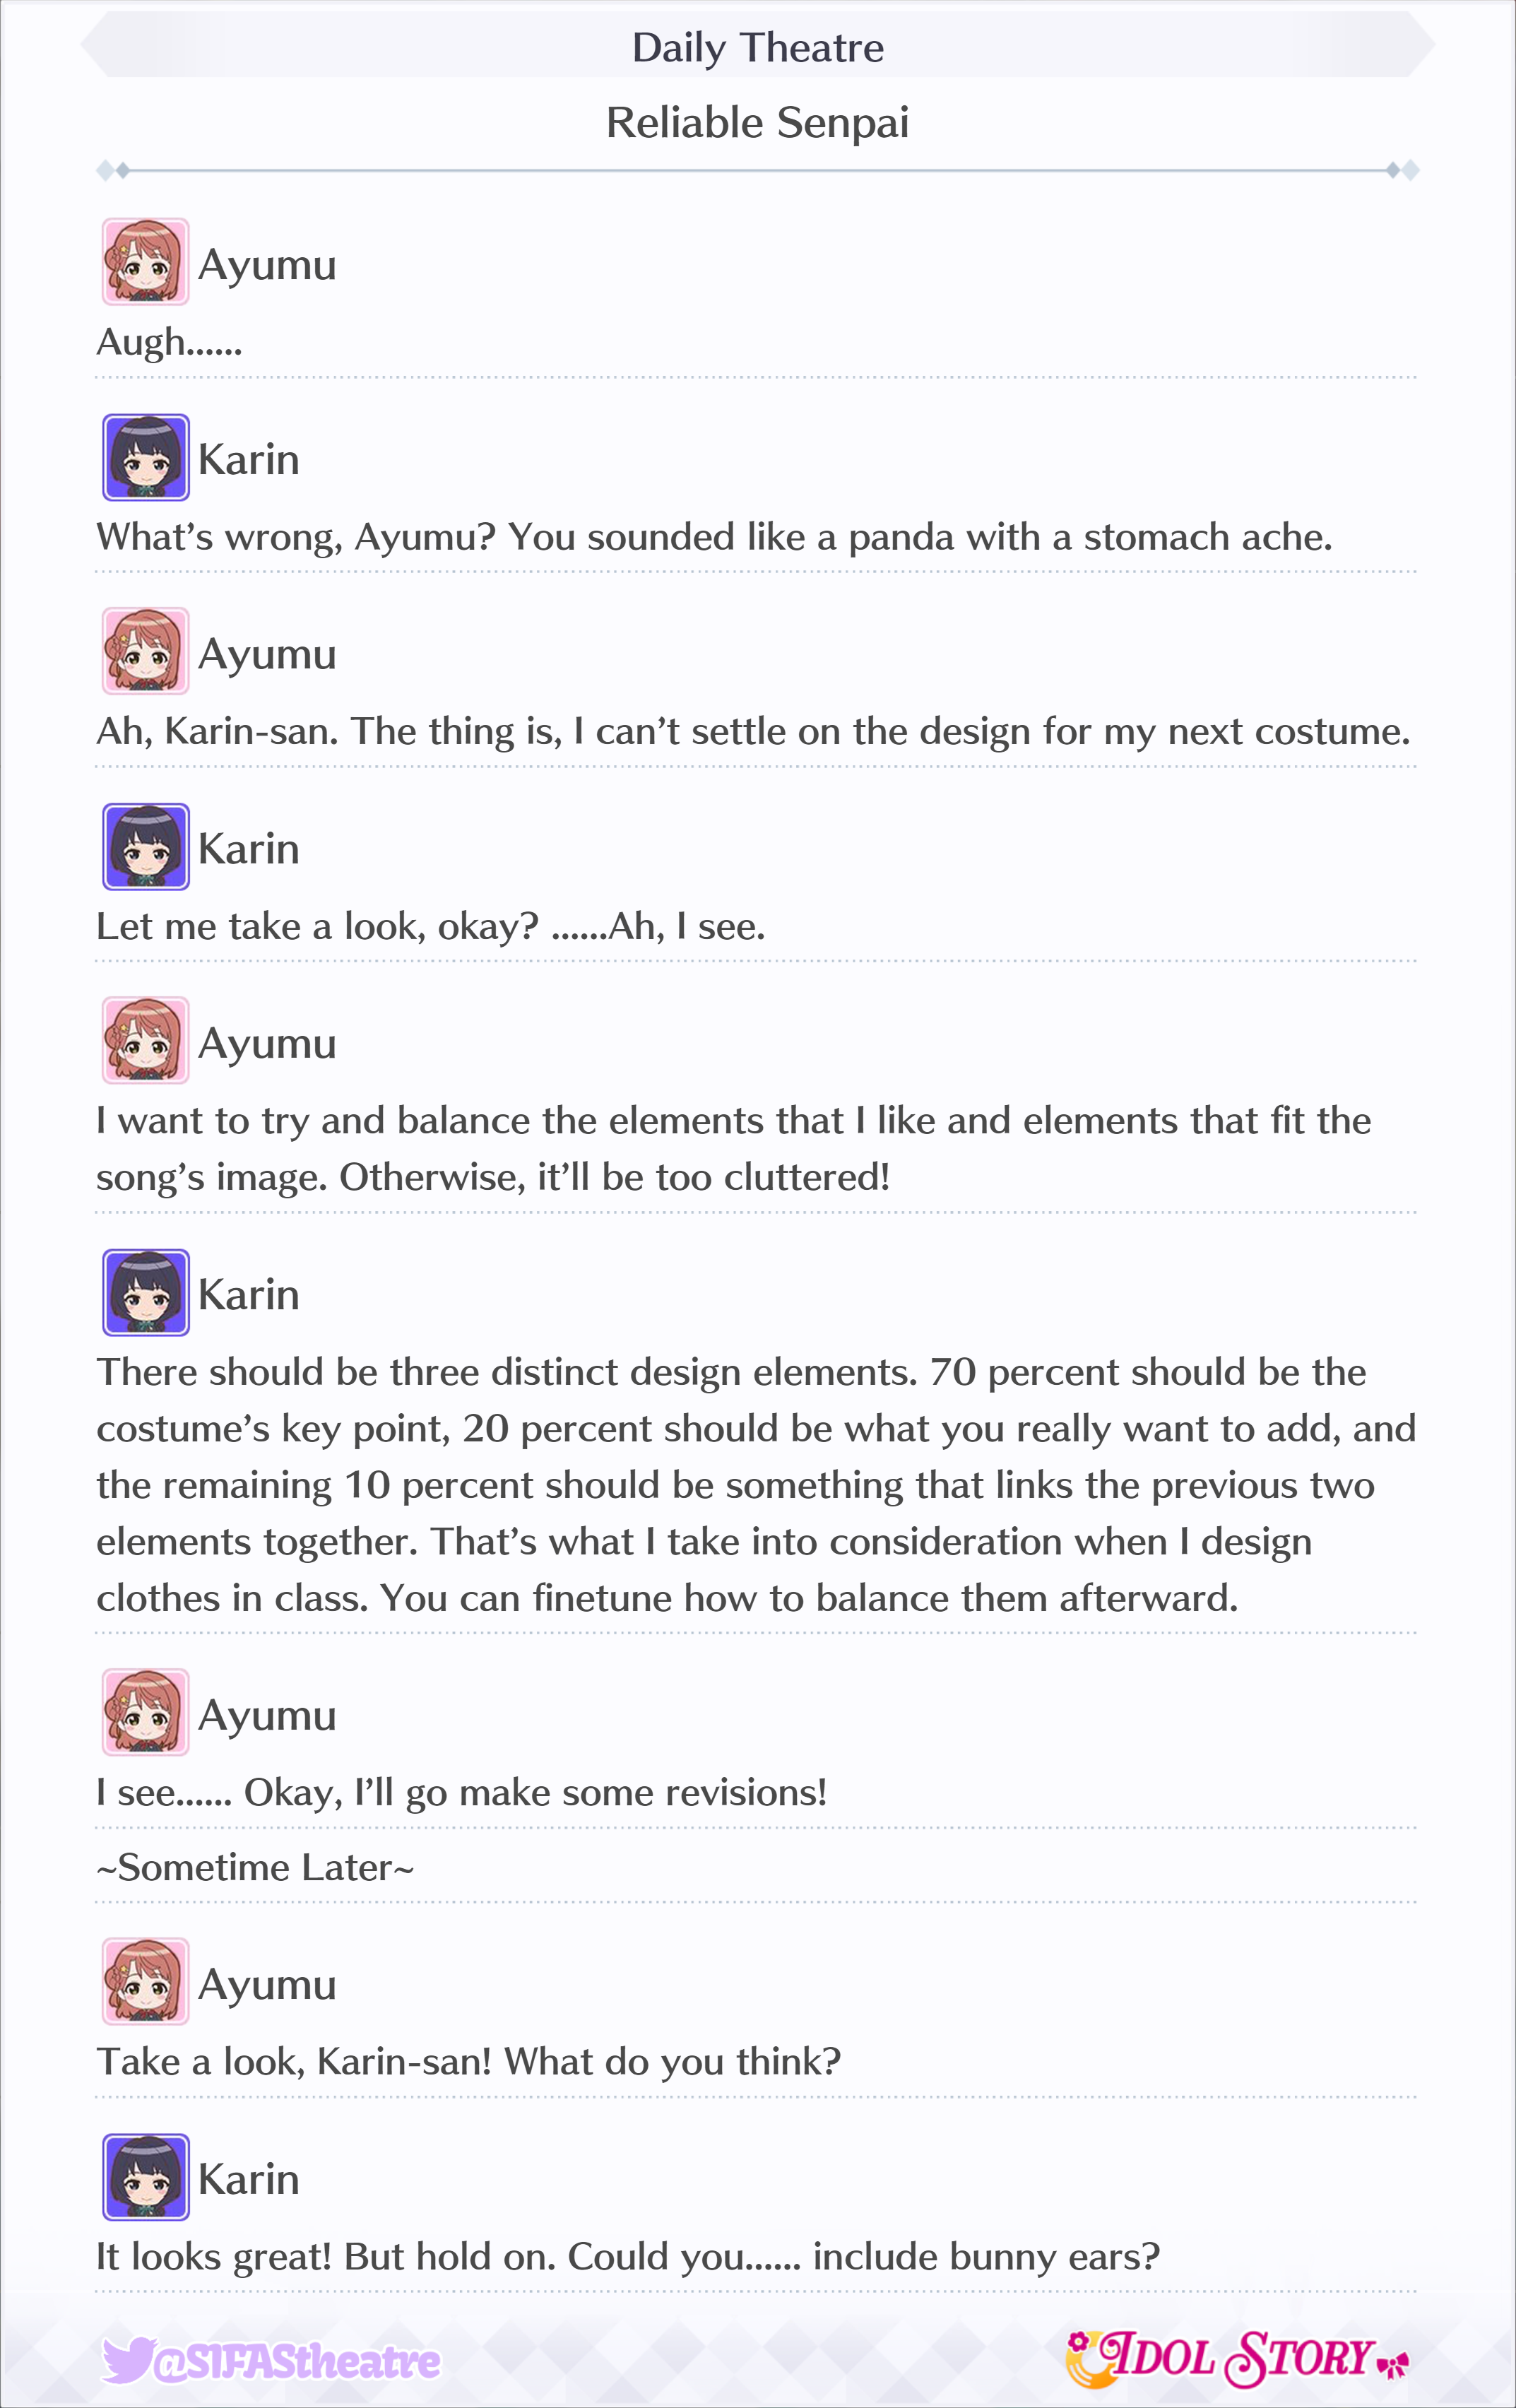 Daily Theatre
Reliable Senpai
Ayumu
Augh......
Karin
What's wrong, Ayumu? You sounded like a panda with a stomach ache.
Ayumu
Ah, Karin-san. The thing is, I can't settle on the design for my next costume.
Karin
Let me take a look, okay? ......Ah, I see.
Ayumu
I want to try and balance the elements that I like and elements that fit the
song's image. Otherwise, it'll be too cluttered!
Karin
There should be three distinct design elements. 70 percent should be the
costume's key point, 20 percent should be what you really want to add, and
the remaining 10 percent should be something that links the previous two
elements together. That's what I take into consideration when I design
clothes in class. You can finetune how to balance them afterward.
Ayumu
I see...... Okay, I'll go make some revisions!
~Sometime Later~
Ayumu
Take a look, Karin-san! What do you think?
Karin
It looks great! But hold on. Could you...... include bunny ears?
@SIFAStheatre
IDOL STORY